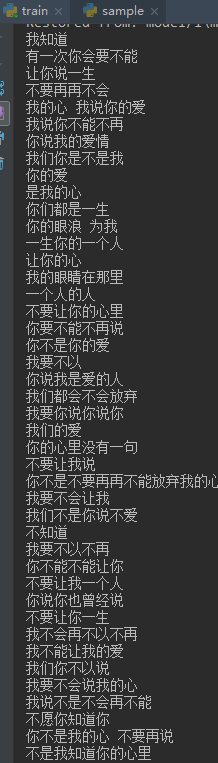 train
sample
Restored from: model/1(m
我知道
有一次你会要不能
让你说一生
不要再再不会
我的心 我说你的爱
我说你不能不再
你说我的爱情
我们你是不是我
你的爱
是我的心
你们都是一生
你的眼浪 为我
一生你的一个人
让你的心
我的眼睛在那里
一个人的人
不要让你的心里
你要不能不再说
你不是你的爱
我要不以
你说我是爱的人
我们都会不会放弃
我要你说你说你
我们的爱
你的心里没有一句
不要让我说
你不是不要再再不能放弃我的心
我要不会让我
我们不是你说不爱
不知道
我要不以不再
你不能不能让你
不要让我一个人
你说你也曾经说
不要让你一生
我不会再不以不再
我不能让我的爱
我们你不以说
我要不会说我的心
我说不是不会再不能
不愿你知道你
你不是我的心 不要再说
不是我知道你的心里